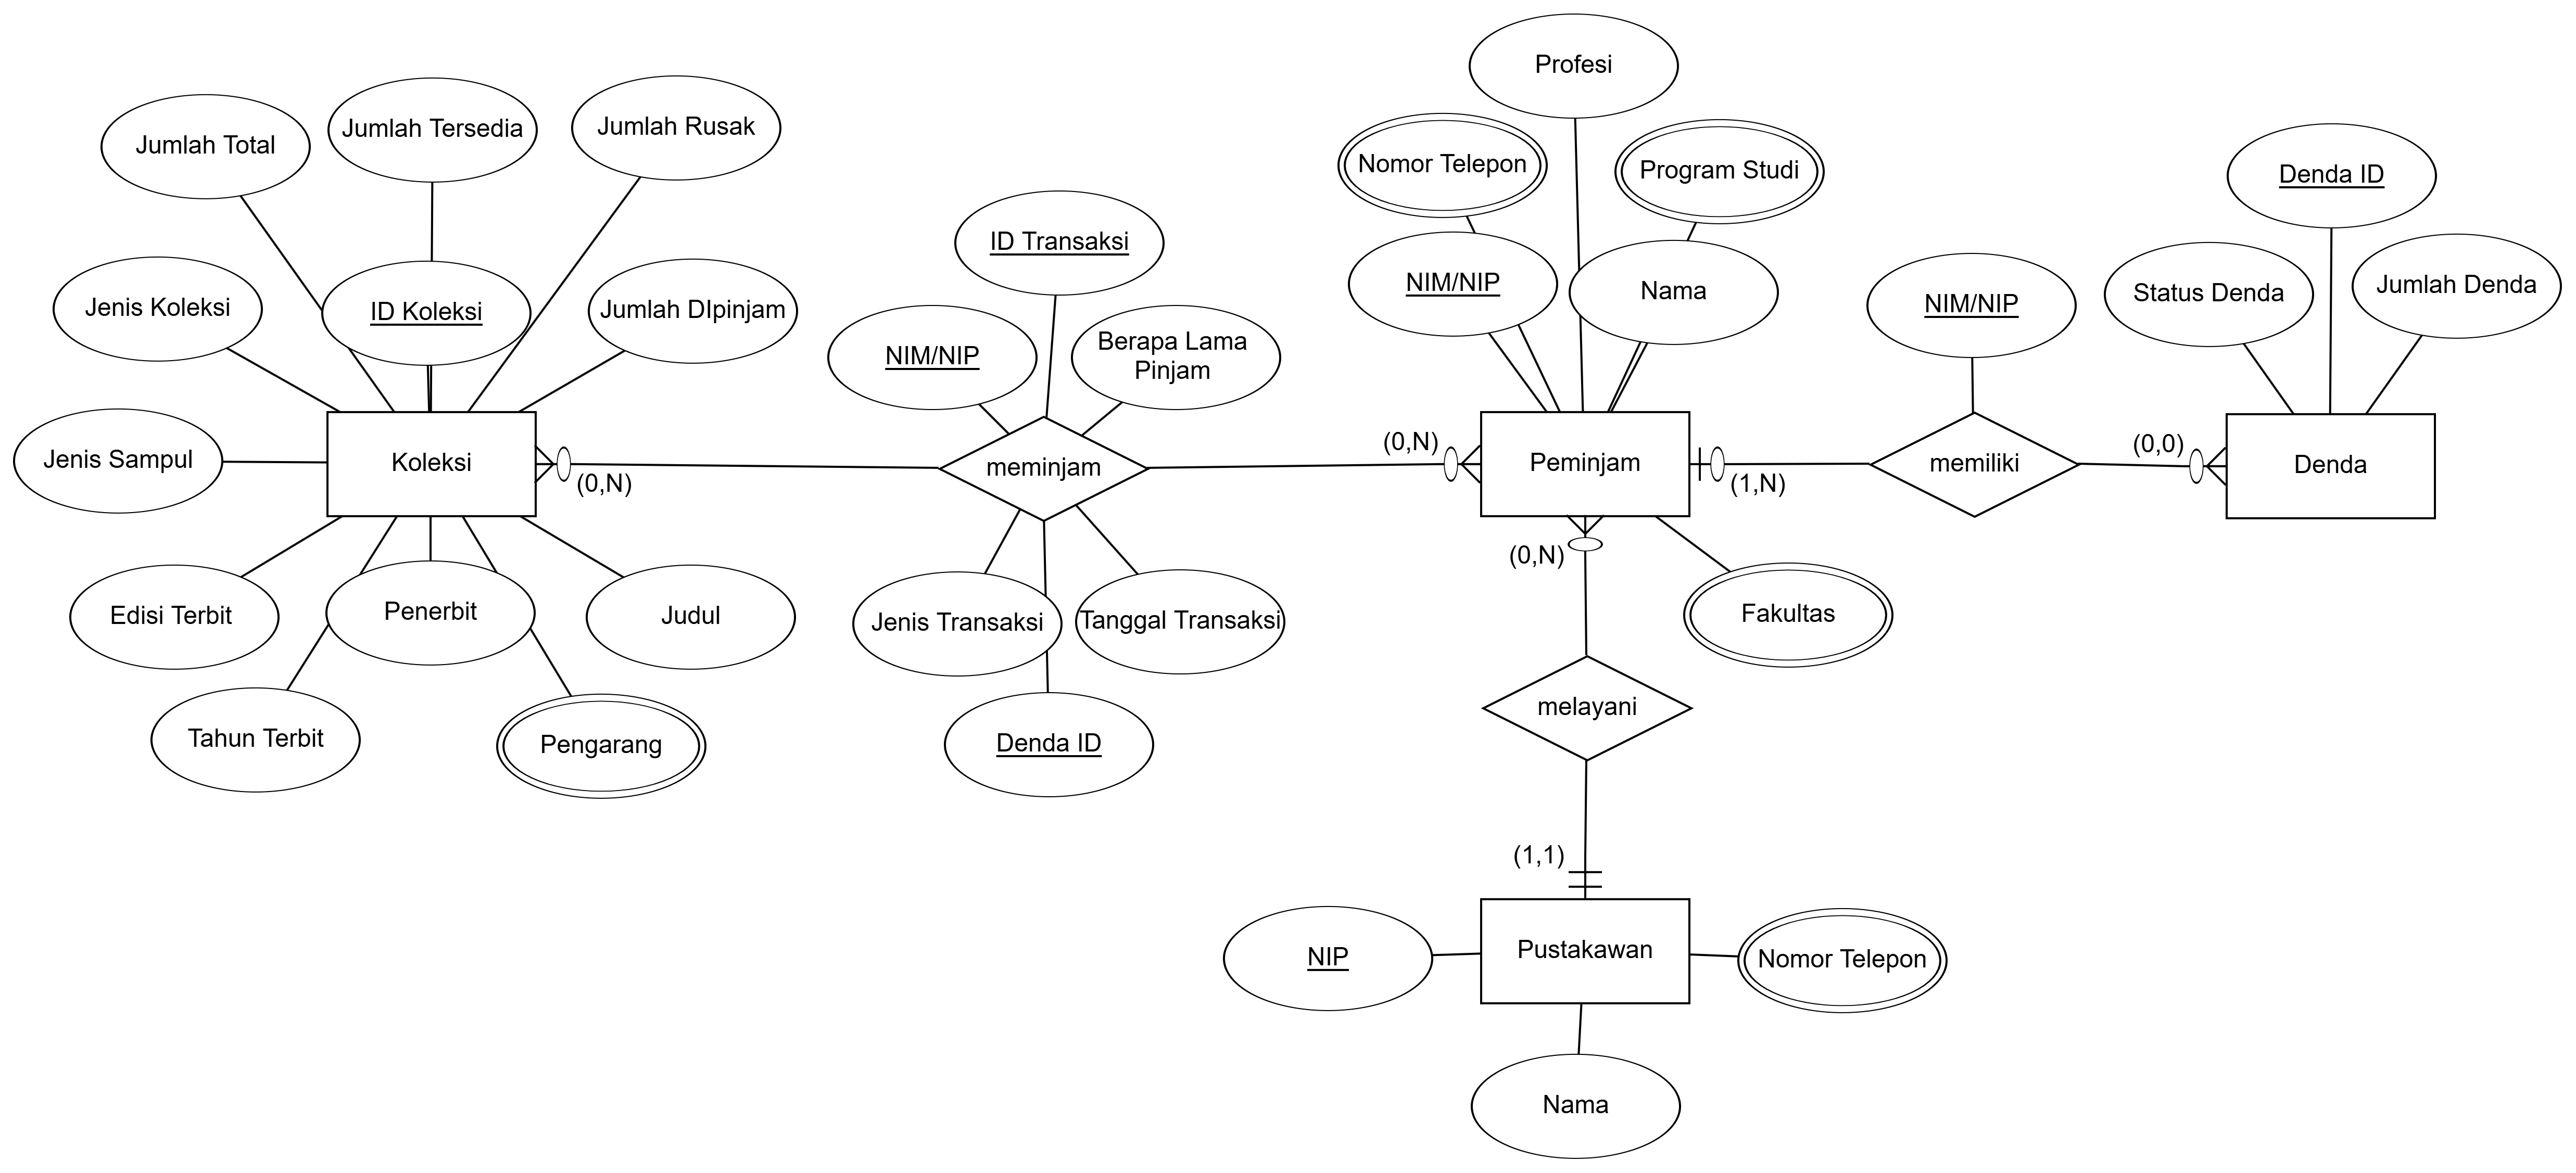 Profesi
Jumlah Total
Jumlah Tersedia
Jumlah Rusak
Nomor Telepon
Program Studi
Denda ID
ID Transaksi
Jenis Koleksi
ID Koleksi
Jumlah DIpinjam
NIM/NIP
Nama
NIM/NIP
Status Denda
Jumlah Denda
NIM/NIP
Berapa Lama
Pinjam
Jenis Sampul
Koleksi
(0,N)
meminjam
(0,N)
Peminjam
(1,N)
memiliki
(0,0)
Denda
(0,N)
Edisi Terbit
Penerbit
Judul
Jenis Transaksi
Tanggal Transaksi
Fakultas
Tahun Terbit
Pengarang
Denda ID
melayani
(1,1)
NIP
Pustakawan
Nomor Telepon
Nama